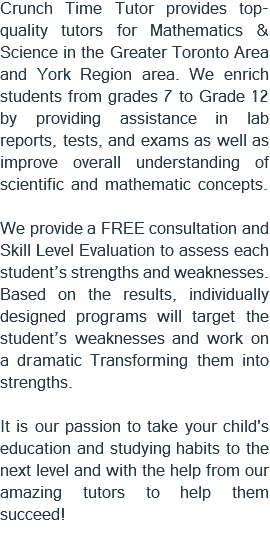 Crunch Time Tutor provides top-
quality tutors for Mathematics &
Science in the Greater Toronto Area
and York Region area. We enrich
students from grades 7 to Grade 12
by providing assistance in lab
reports, tests, and exams as well as
improve overall understanding of
scientific and mathematic concepts.

We provide a FREE consultation and
Skill Level Evaluation to assess each
student’s strengths and weaknesses.
Based on the results, individually
designed programs will target the
student’s weaknesses and work on
a dramatic Transforming them into
strengths.

It is our passion to take your child's
education and studying habits to the
next level and with the help from our
amazing tutors to help them
succeed!